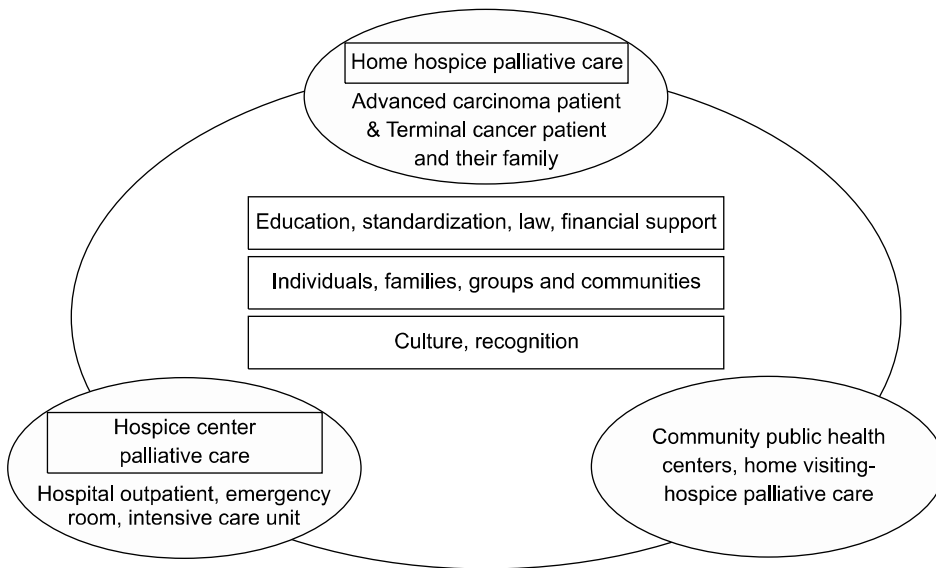 Home hospice palliative care
Advanced carcinoma patient
& Terminal cancer patient
and their family
Education, standardization, law, financial support
Individuals, families, groups and communities
Culture, recognition
Hospice center
palliative care
Hospital outpatient, emergency
room, intensive care unit
Community public health
centers, home visiting-
hospice palliative care